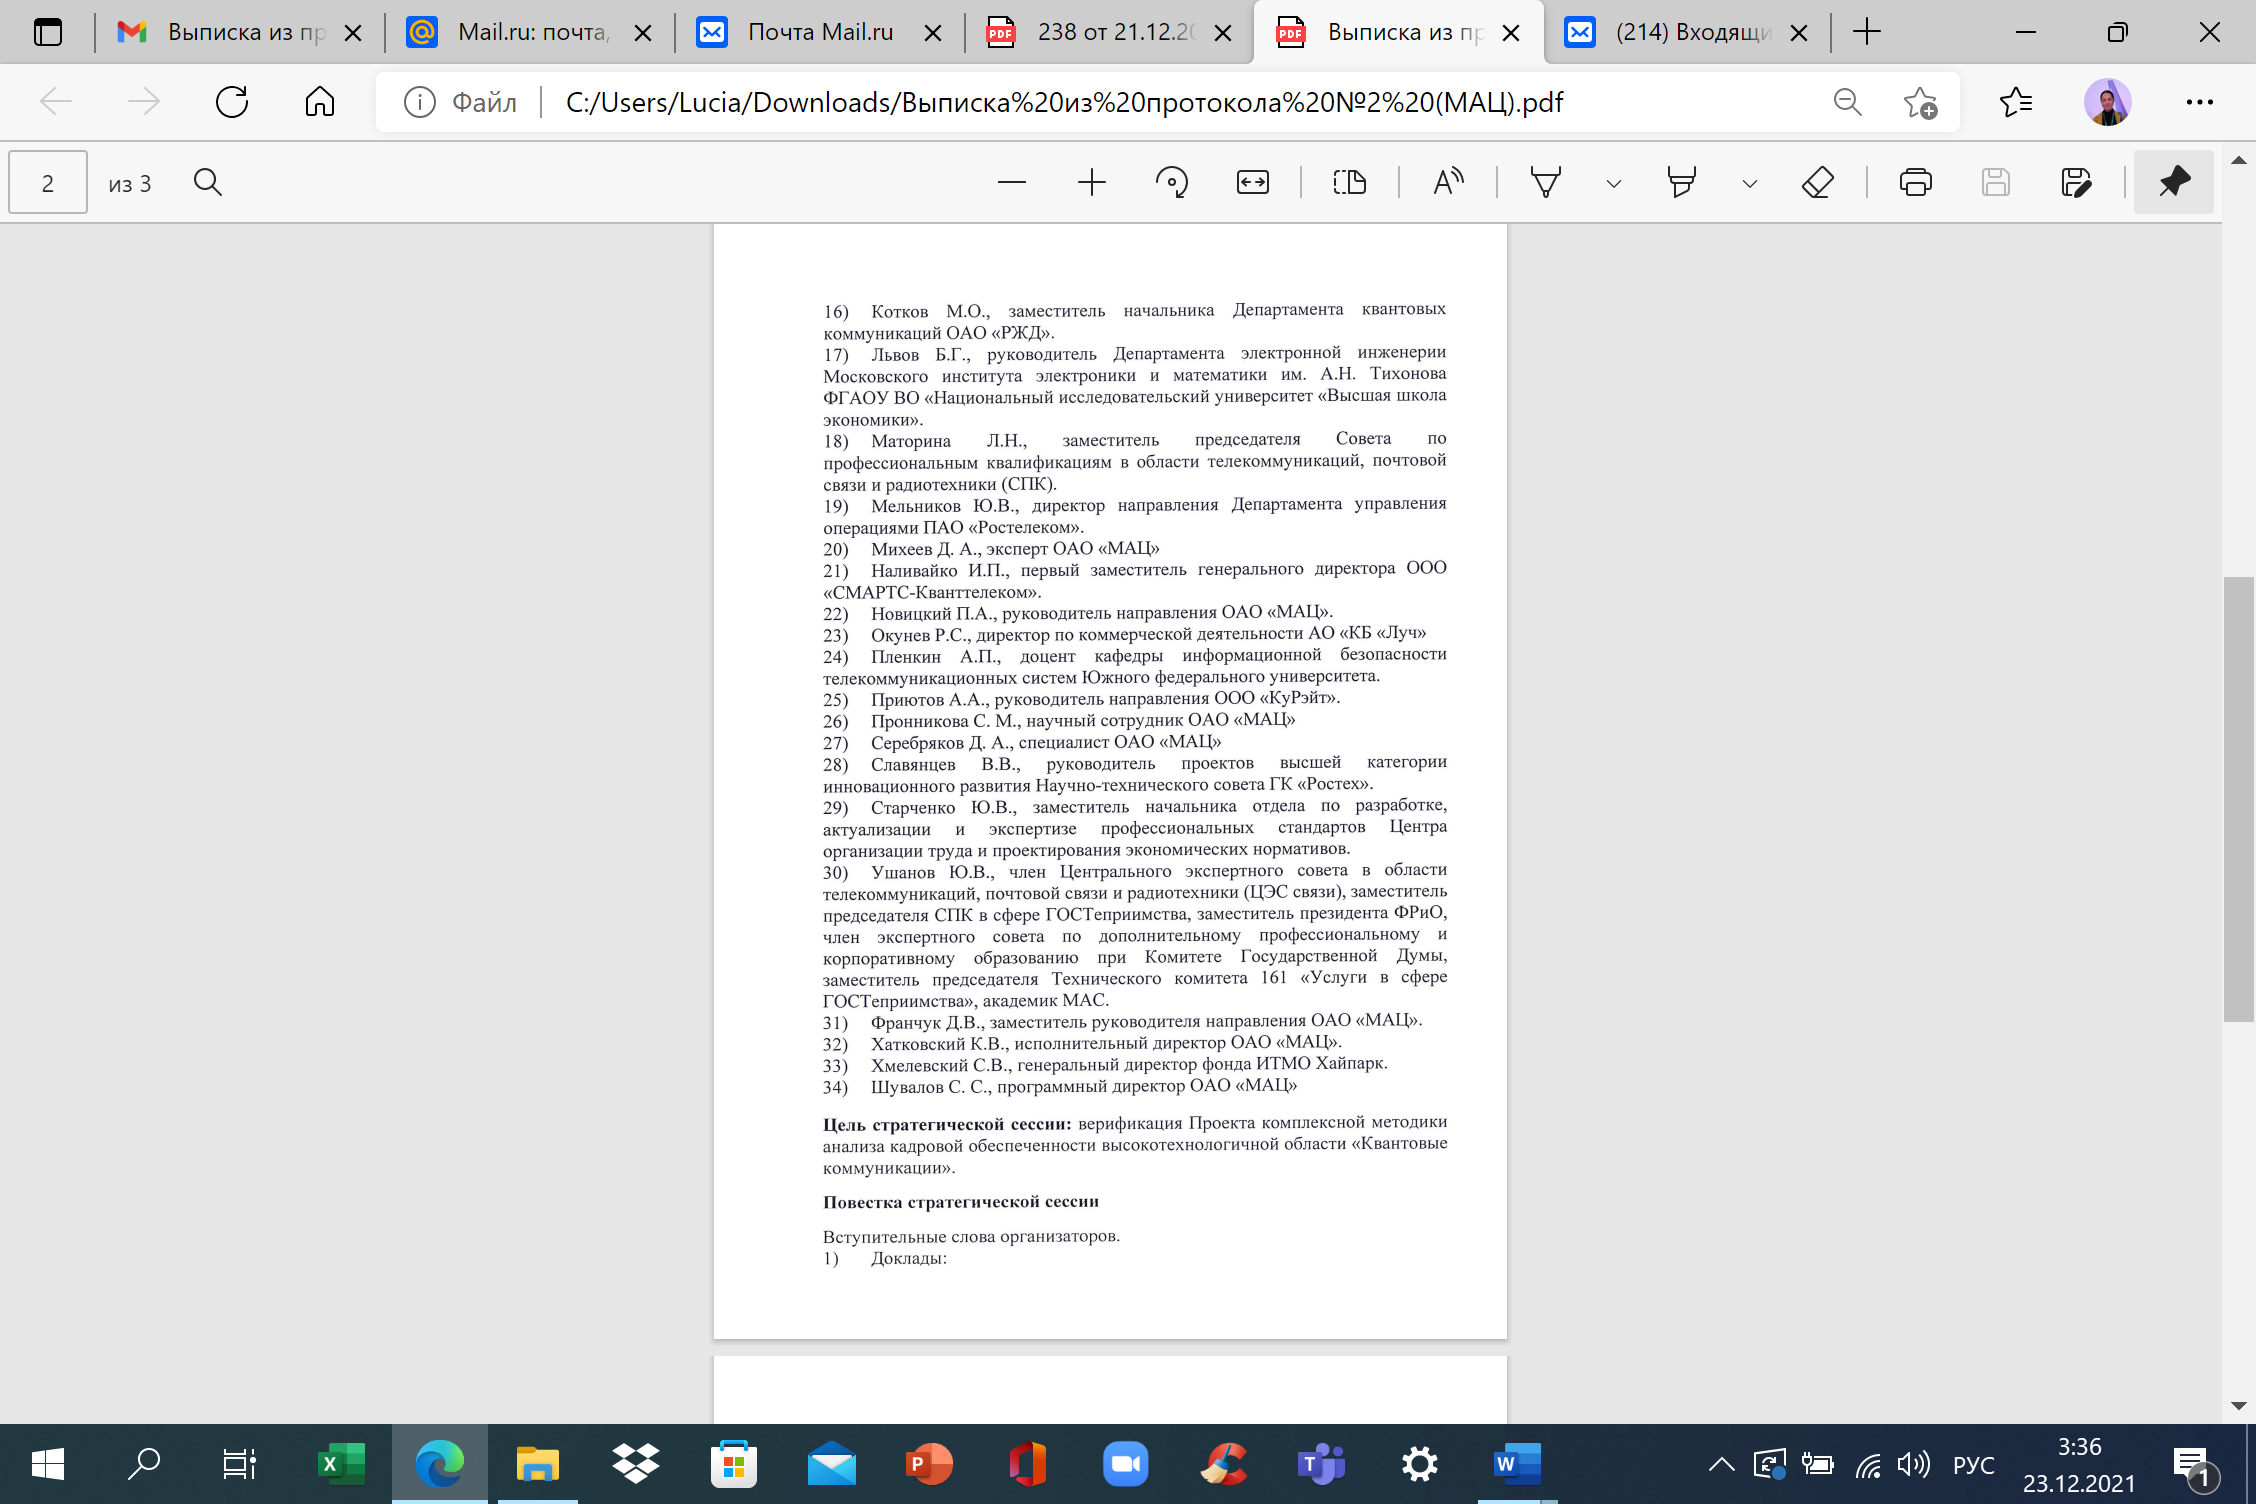 Выписка из пр
Mail.ru: почта,
Почта Mail.ru
238 от 21.12.20
Выписка из пр
(214) Входящи
Файл
C:/Users/Lucia/Downloads/Выписка%20из%20протокола%20№2%20(МАЦ).pdf
2 из 3
16) Котков М.О., заместитель начальника Департамента квантовых
коммуникаций ОАО «РЖД».
17) Львов Б.Г., руководитель Департамента электронной инженерии
Московского института электроники и математики им. А.Н. Тихонова
ФГАОУ ВО «Национальный исследовательский университет «Высшая школа
экономики».
18) Маторина Л.Н., заместитель председателя Совета по
профессиональным квалификациям в области телекоммуникаций, почтовой
связи и радиотехники (СПК).
19) Мельников Ю.В., директор направления Департамента управления
операциями ПАО «Ростелеком».
20) Михеев Д. А., эксперт ОАО «МАЦ»
21) Наливайко И.П., первый заместитель генерального директора ООО
«СМАРТС-Кванттелеком».
22) Новицкий П.А., руководитель направления ОАО «МАЦ».
23) Окунев Р.С., директор по коммерческой деятельности АО «КБ «Луч»
24) Пленкин А.П., доцент кафедры информационной безопасности
телекоммуникационных систем Южного федерального университета.
25) Приютов А.А., руководитель направления ООО «КуРэйт».
26) Пронникова С. М., научный сотрудник ОАО «МАЦ»
27) Серебряков Д. А., специалист ОАО «МАЦ»
28) Славянцев В.В., руководитель проектов высшей категории
инновационного развития Научно-технического совета ГК «Ростех».
29) Старченко Ю.В., заместитель начальника отдела по разработке,
актуализации и экспертизе профессиональных стандартов Центра
организации труда и проектирования экономических нормативов.
30) Ушанов Ю.В., член Центрального экспертного совета в области
телекоммуникаций, почтовой связи и радиотехники (ЦЭС связи), заместитель
председателя СПК в сфере ГОСТеприимства, заместитель президента ФРиО,
член экспертного совета по дополнительному профессиональному и
корпоративному образованию при Комитете Государственной Думы,
заместитель председателя Технического комитета 161 «Услуги в сфере
ГОСТеприимства», академик МАС.
31) Франчук Д.В., заместитель руководителя направления ОАО «МАЦ».
32) Хатковский К.В., исполнительный директор ОАО «МАЦ».
33) Хмелевский С.В., генеральный директор фонда ИТМО Хайпарк.
34) Шувалов С. С., программный директор ОАО «МАЦ»
Цель стратегической сессии: верификация Проекта комплексной методики
анализа кадровой обеспеченности высокотехнологичной области «Квантовые
коммуникации».
Повестка стратегической сессии
Вступительные слова организаторов.
1) Доклады:
РУС
3:36
23.12.2021
1